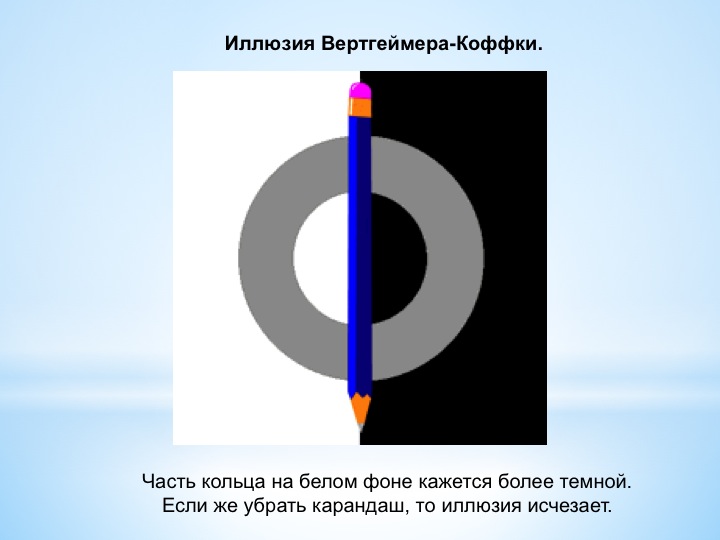 Иллюзия Вертгеймера-Коффки.
Часть кольца на белом фоне кажется более темной.
Если же убрать карандаш, то иллюзия исчезает.